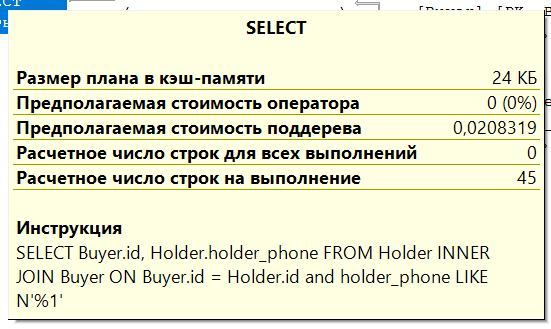 SELECT
Размер плана в кэш-памяти 24 КБ
Предполагаемая стоимость оператора 0 (0%)
Предполагаемая стоимость поддерева 0,0208319
Расчетное число строк для всех выполнений 0
Расчетное число строк на выполнение 45
Инструкция
SELECT Buyer.id, Holder.holder_phone FROM Holder INNER
JOIN Buyer ON Buyer.id = Holder.id and holder_phone LIKE
N'%1'